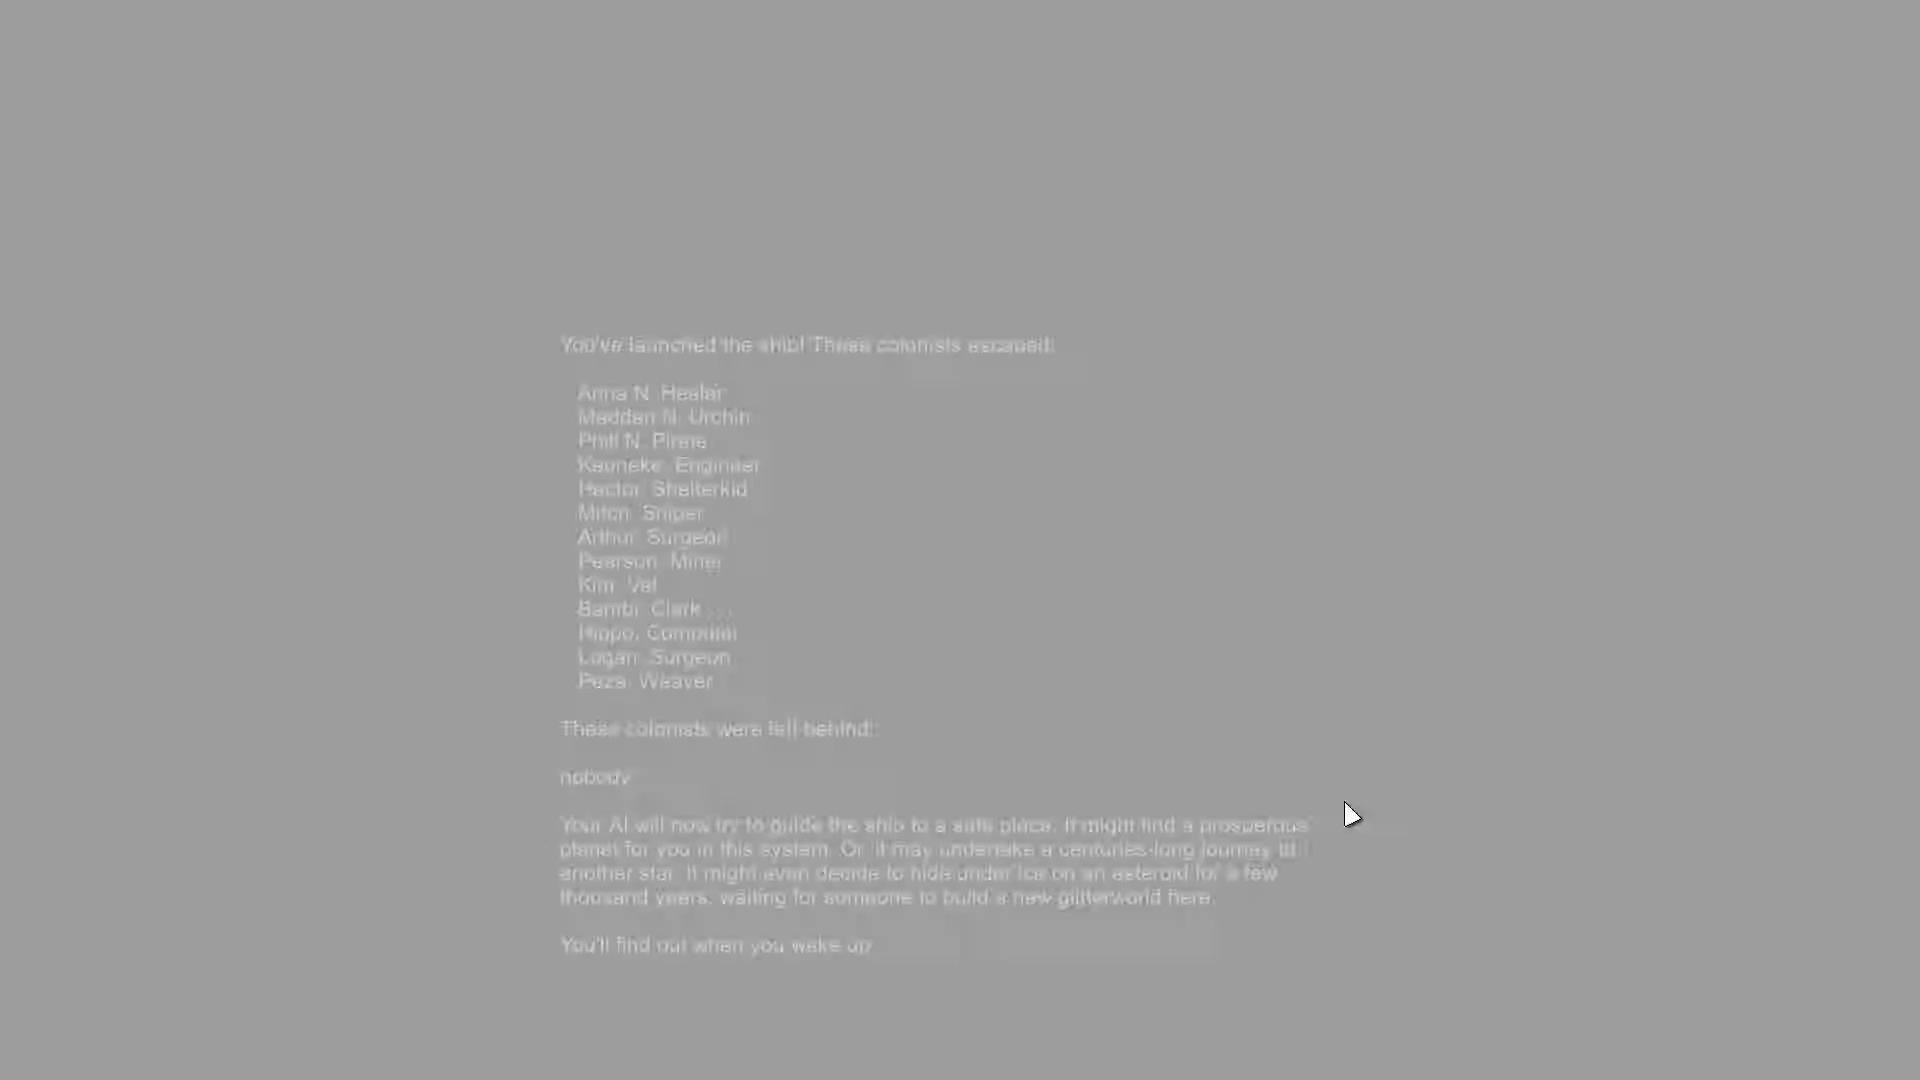 You've launched the ship! These colonists escaped:
Anna N. Healer
Madden N. Urchin
Phill N. Pirate
Kauneke, Engineer
Hector, Shelterkid
Mitch, Sniper
Arthur, Surgeon
Pearson, Miner
Kim, Vet
Bambi, Clerk
Hippo, Computer
Logan, Surgeon
Peza, Weaver
These colonists were left behind:
nobody
Your AI will now try to guide the ship to a safe place. It might find a prosperous
planet for you in this system. Or, it may undertake a centuries-long journey to
another star. It might even decide to hide under ice on an asteroid for a few
thousand years, waiting for someone to build a new glitterworld here.
You'll find out when you wake up